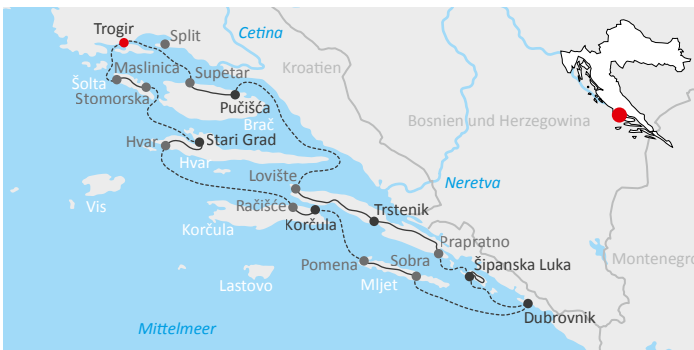 Trogir
Split
Cetina
Kroatien
Maslinica
Supetar
Šolta
Stomorska
Pučišća
Brač
Bosnien und Herzegowina
Hvar
Stari Grad
Hvar
Lovište
Neretva
Vis
Račišće
Trstenik
Korčula
Korčula
Prapratno
Pomena
Sobra
Šipanska Luka
Montenegro
Lastovo
Mljet
Dubrovnik
Mittelmeer